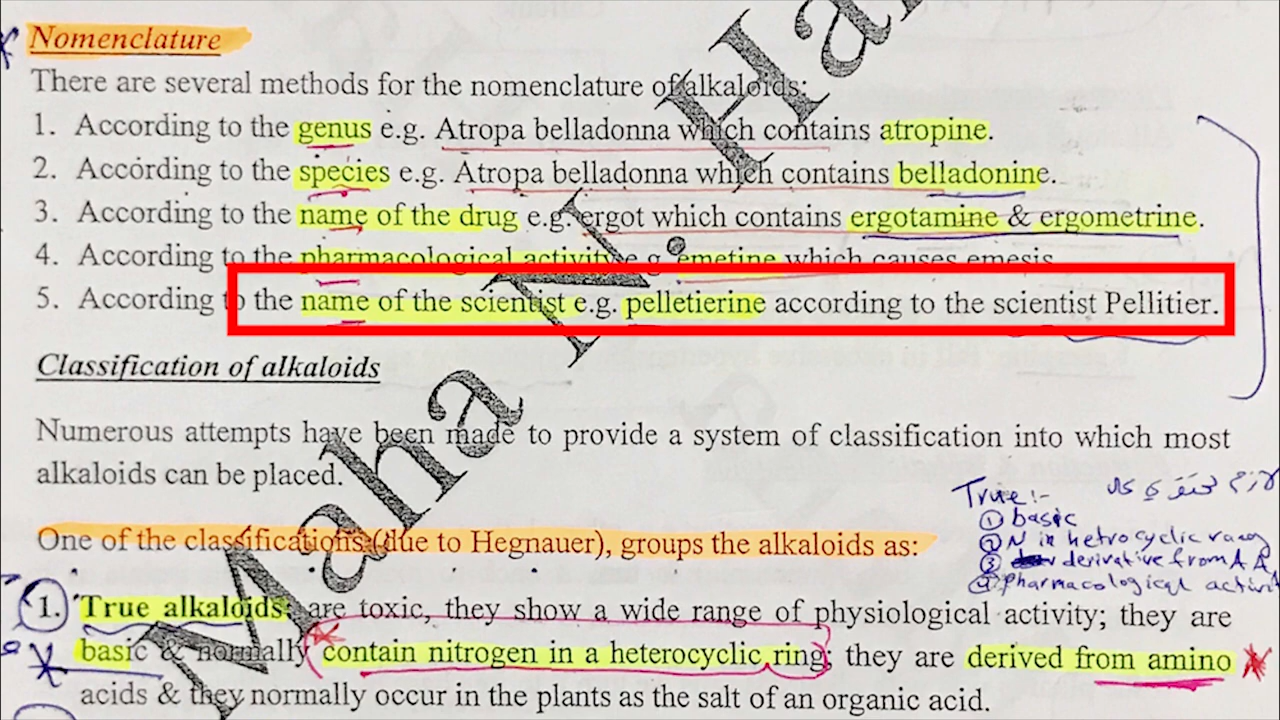 Nomenclature
There are several methods for the nomenclature of alkaloids:
1. According to the genus e.g. Atropa belladonna which contains atropine.
2. According to the species e.g. Atropa belladonna which contains belladonine.
3. According to the name of the drug e.g. ergot which contains ergotamine & ergometrine.
4. According to the pharmacological activity e.g. emetine which causes emesis
5. According to the name of the scientist e.g. pelletierine according to the scientist Pellitier.
Classification of alkaloids
Numerous attempts have been made to provide a system of classification into which most
alkaloids can be placed.
True:-
① basic
② N in hetrocyclic
③ derivative from A.A
④ pharmacological
One of the classifications (due to Hegnauer), groups the alkaloids as:
1. True alkaloids: are toxic, they show a wide range of physiological activity; they are
basic & normally contain nitrogen in a heterocyclic ring; they are derived from amino
acids & they normally occur in the plants as the salt of an organic acid.
Maha N. Ha